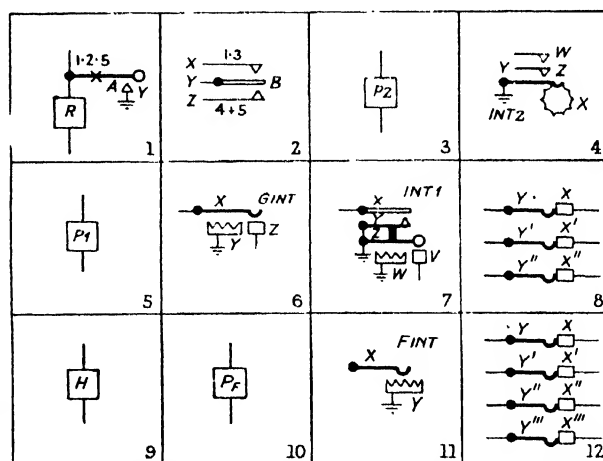 1·2·5
A
Y
R
1
1·3
X
Y
B
Z
4+5
2
P2
3
W
Y
Z
INT2
X
4
P1
5
X
GINT
Y
Z
6
X
INT1
Y
Z
W
V
7
Y
X
Y'
X'
Y''
X''
8
H
9
PF
10
X
FINT
Y
11
Y
X
Y'
X'
Y''
X''
Y'''
X'''
12